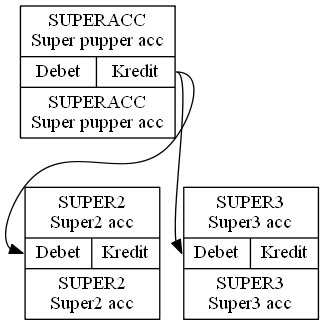 SUPERACC
Super pupper acc
Debet Kredit
SUPERACC
Super pupper acc
SUPER2
Super2 acc
Debet Kredit
SUPER2
Super2 acc
SUPER3
Super3 acc
Debet Kredit
SUPER3
Super3 acc